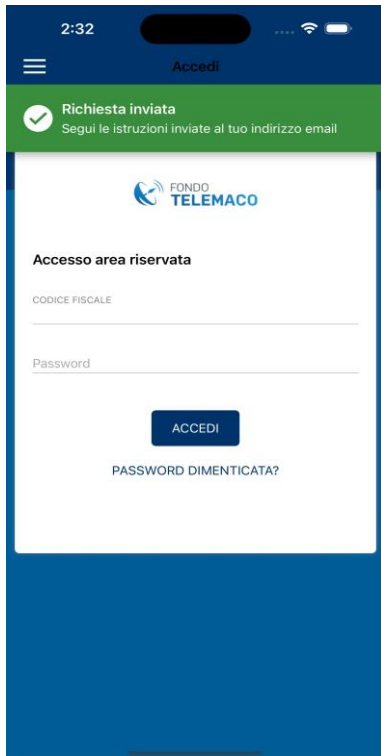 2:32
Accedi
Richiesta inviata
Segui le istruzioni inviate al tuo indirizzo email
FONDO
TELEMACO
Accesso area riservata
CODICE FISCALE
Password
ACCEDI
PASSWORD DIMENTICATA?